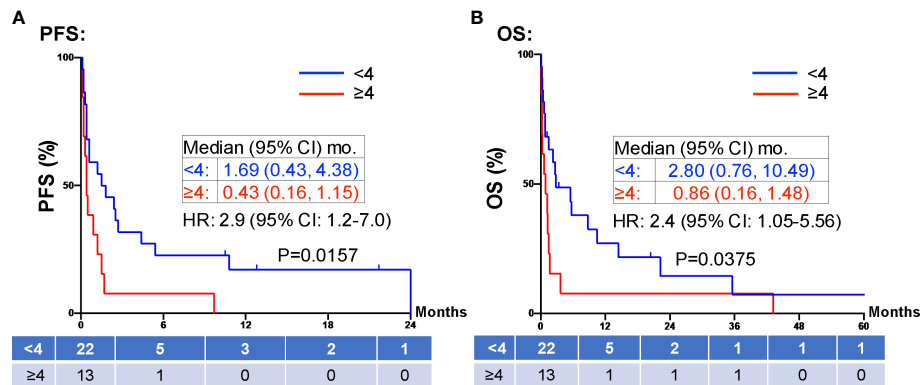 A
PFS:
100
50
0
PFS (%)
<4
≥4
Median (95% CI) mo.
<4: 1.69 (0.43, 4.38)
≥4: 0.43 (0.16, 1.15)
HR: 2.9 (95% CI: 1.2-7.0)
P=0.0157
Months
0 6 12 18 24
<4 22 5 3 2 1
≥4 13 1 0 0 0
B
OS:
100
50
0
OS (%)
<4
≥4
Median (95% CI) mo.
<4: 2.80 (0.76, 10.49)
≥4: 0.86 (0.16, 1.48)
HR: 2.4 (95% CI: 1.05-5.56)
P=0.0375
Months
0 12 24 36 48 60
<4 22 5 2 1 1 1
≥4 13 1 1 1 0 0